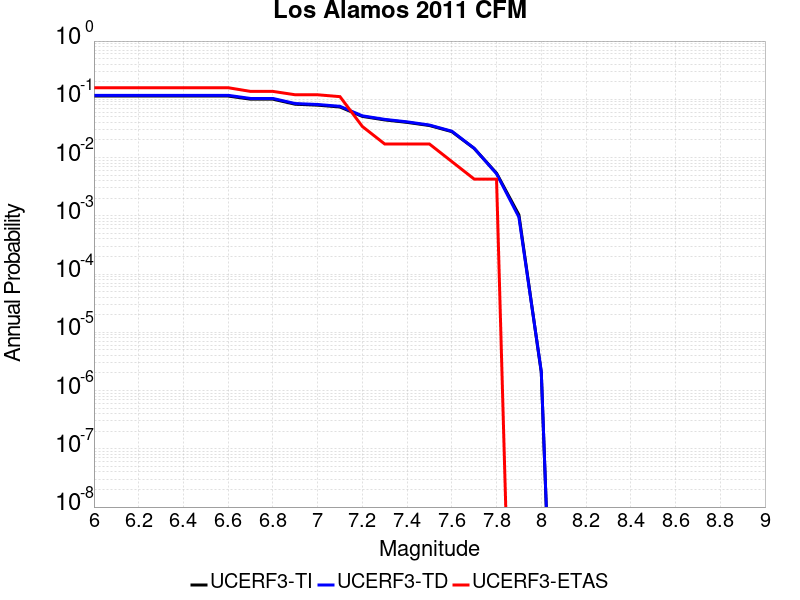 Los Alamos 2011 CFM
Annual Probability
10^0
10^-1
10^-2
10^-3
10^-4
10^-5
10^-6
10^-7
10^-8
6 6.2 6.4 6.6 6.8 7 7.2 7.4 7.6 7.8 8 8.2 8.4 8.6 8.8 9
Magnitude
UCERF3-TI UCERF3-TD UCERF3-ETAS